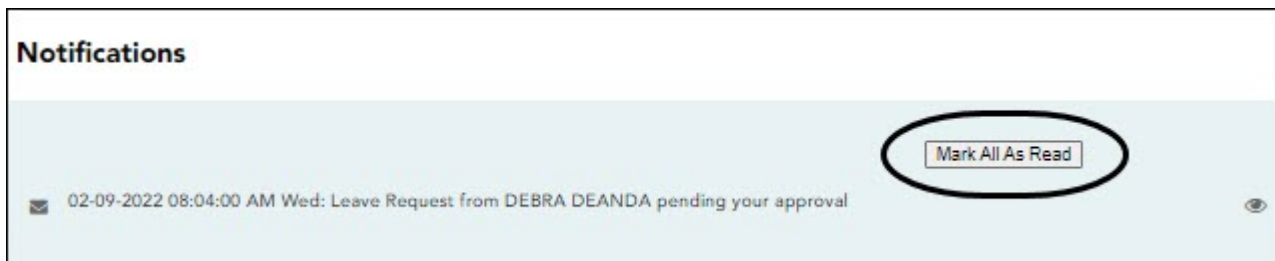 Notifications
Mark All As Read
02-09-2022 08:04:00 AM Wed: Leave Request from DEBRA DEANDA pending your approval